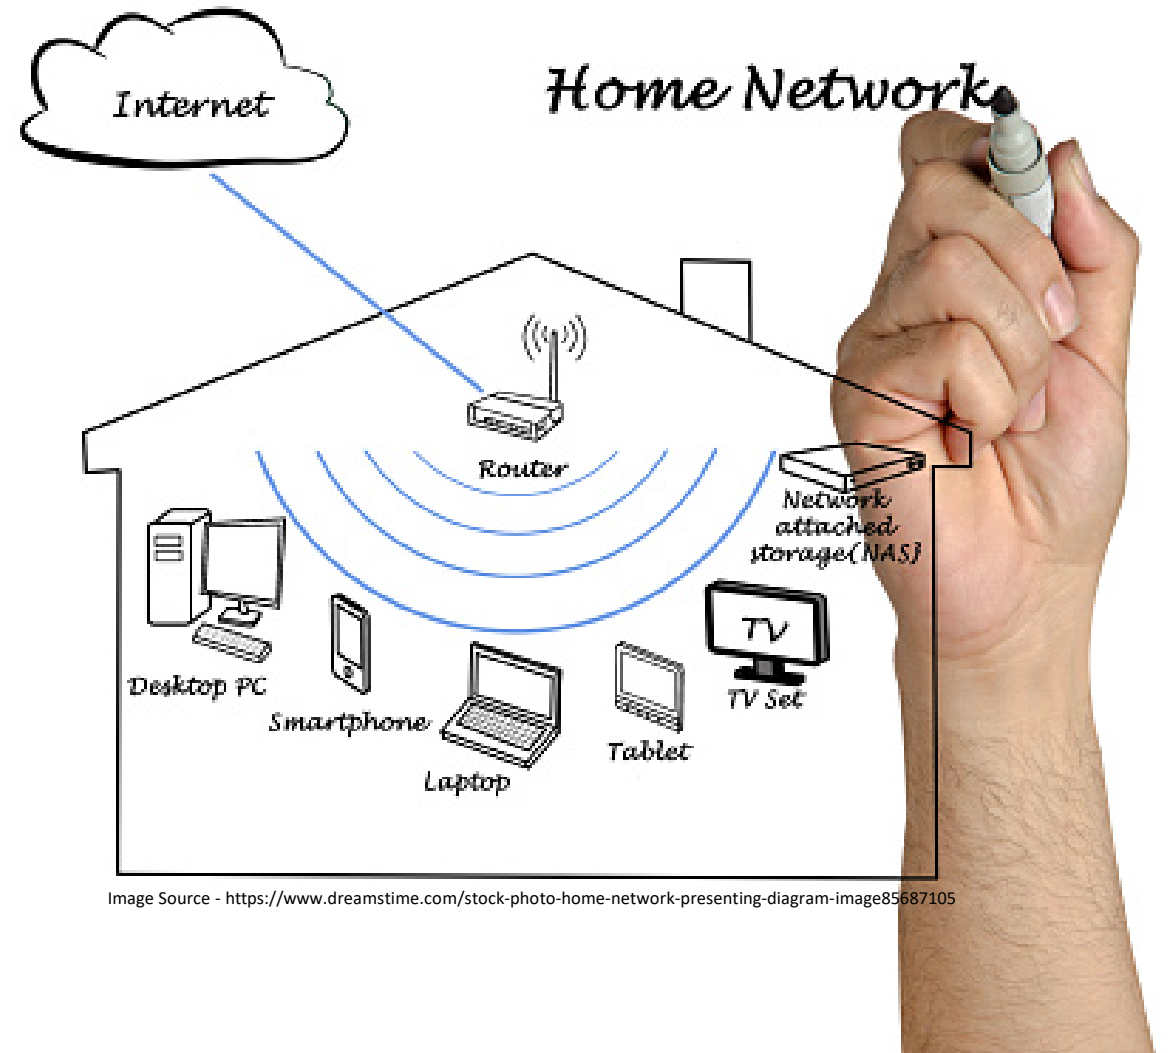 Internet
Home Network
Router
Network
attached
storage(NAS)
TV
TV Set
Desktop PC
Smartphone
Tablet
Laptop
Image Source - https://www.dreamstime.com/stock-photo-home-network-presenting-diagram-image85687105